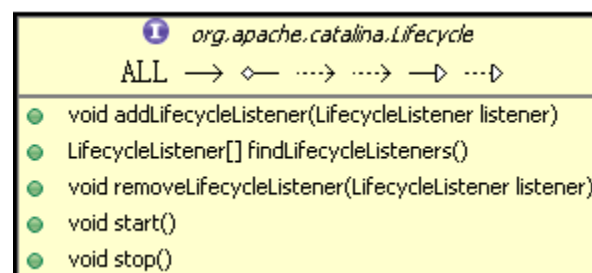 I org.apache.catalina.Lifecycle
ALL
void addLifecycleListener(LifecycleListener listener)
LifecycleListener[] findLifecycleListeners()
void removeLifecycleListener(LifecycleListener listener)
void start()
void stop()